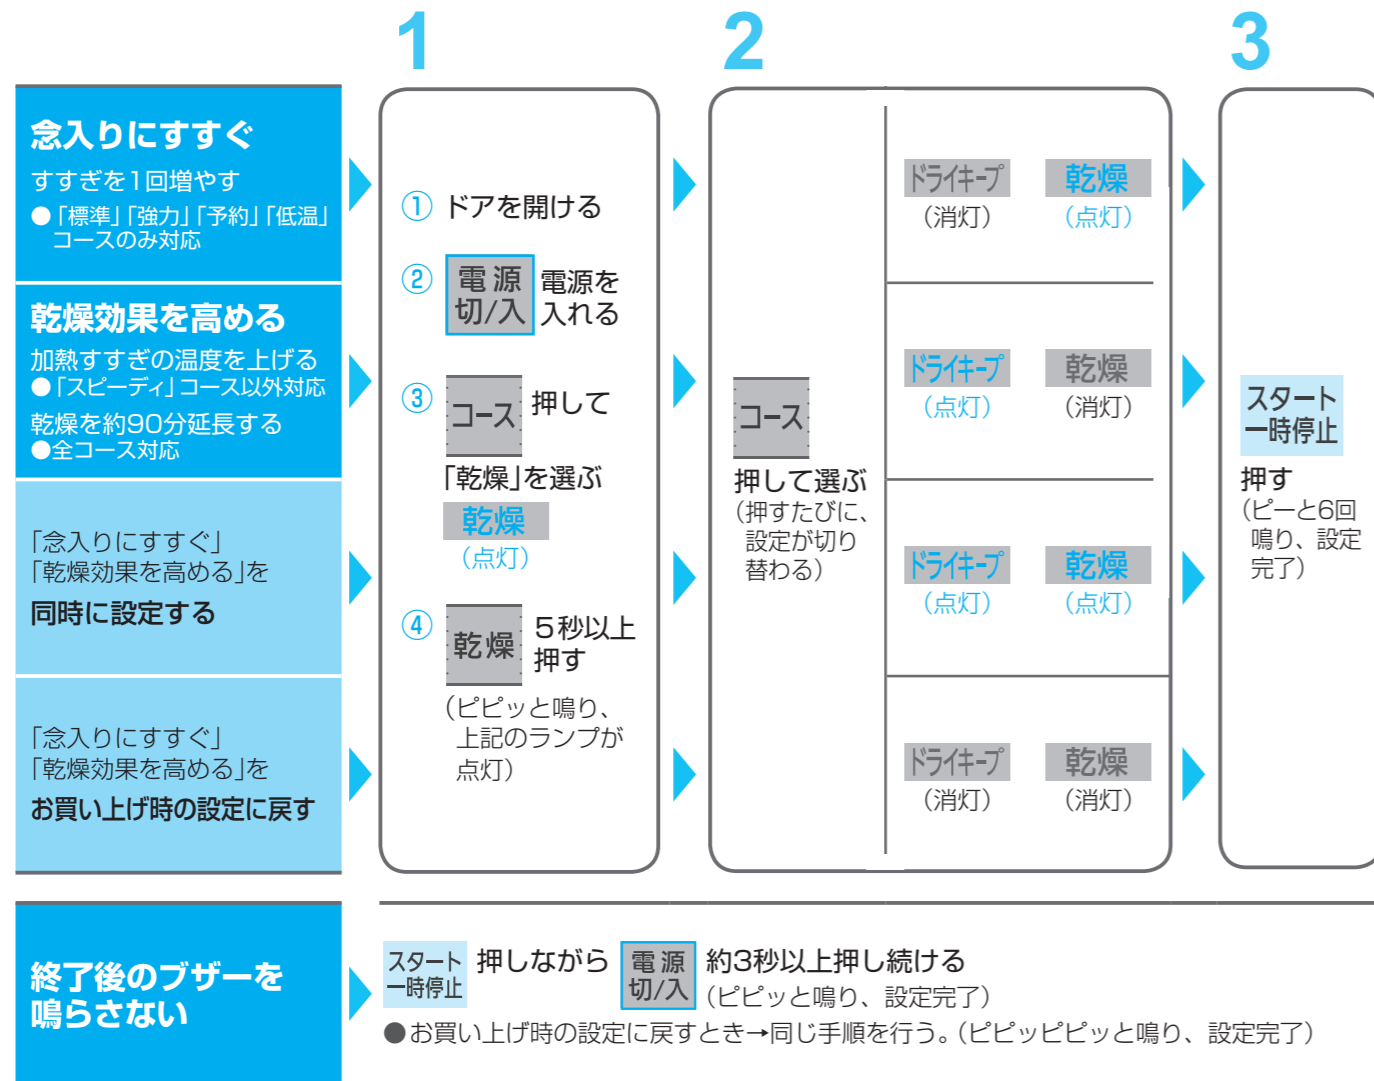 1
2
3
念入りにすすぐ
すすぎを1回増やす
●「標準」「強力」「予約」「低温」
コースのみ対応
乾燥効果を高める
加熱すすぎの温度を上げる
●「スピーディ」コース以外対応
乾燥を約90分延長する
●全コース対応
「念入りにすすぐ」
「乾燥効果を高める」を
同時に設定する
「念入りにすすぐ」
「乾燥効果を高める」を
お買い上げ時の設定に戻す
① ドアを開ける
② 電源 切/入 電源を
入れる
③ コース 押して
「乾燥」を選ぶ
乾燥
(点灯)
④ 乾燥 5秒以上
押す
(ピピッと鳴り、
上記のランプが
点灯)
コース
押して選ぶ
(押すたびに、
設定が切り
替わる)
ドライキープ 乾燥
(消灯) (点灯)
ドライキープ 乾燥
(点灯) (消灯)
ドライキープ 乾燥
(点灯) (点灯)
ドライキープ 乾燥
(消灯) (消灯)
スタート
一時停止
押す
(ピーと6回
鳴り、設定
完了)
終了後のブザーを
鳴らさない
スタート 一時停止 押しながら 電源 切/入 約3秒以上押し続ける
(ピピッと鳴り、設定完了)
●お買い上げ時の設定に戻すとき→同じ手順を行う。(ピピッピピッと鳴り、設定完了)